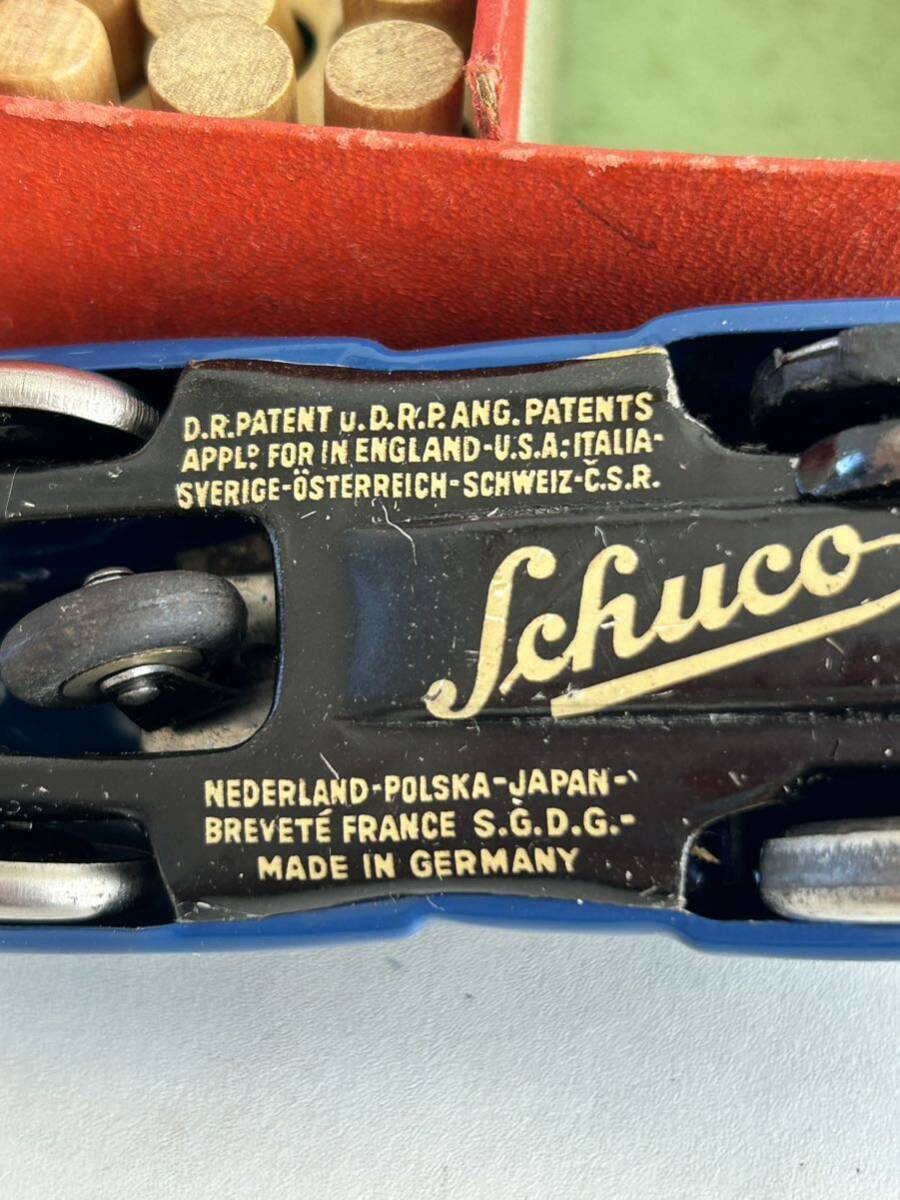 D.R.PATENT u.D.R.P. ANG. PATENTS
APPLD FOR IN ENGLAND-U.S.A.-ITALIA-
SVERIGE-ÖSTERREICH-SCHWEIZ-Č.S.R.
Schuco
NEDERLAND-POLSKA-JAPAN-
BREVETÉ FRANCE S.G.D.G.-
MADE IN GERMANY